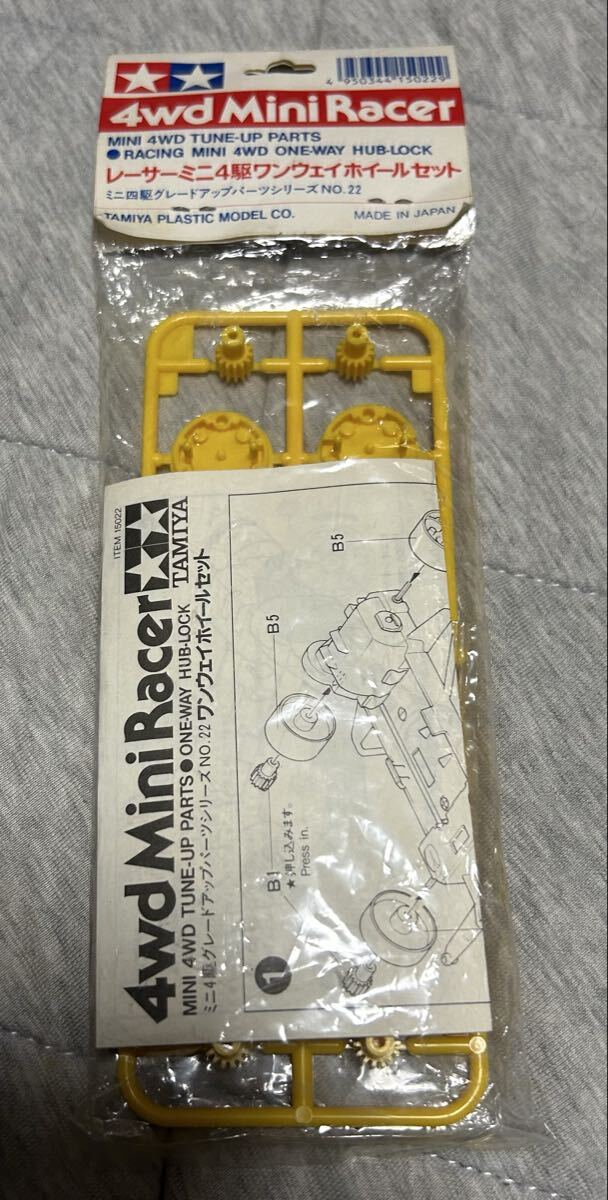 4 950344 150229
4wd Mini Racer
MINI 4WD TUNE-UP PARTS
●RACING MINI 4WD ONE-WAY HUB-LOCK
レーサーミニ4駆ワンウェイホイールセット
ミニ四駆グレードアップパーツシリーズNO.22
TAMIYA PLASTIC MODEL CO.
MADE IN JAPAN
ITEM 15022
4wd Mini Racer
TAMIYA
MINI 4WD TUNE-UP PARTS●ONE-WAY HUB-LOCK
ミニ4駆グレードアップパーツシリーズNO.22ワンウェイホイールセット
1
B5
B5
B1
★押し込みます。
Press in.